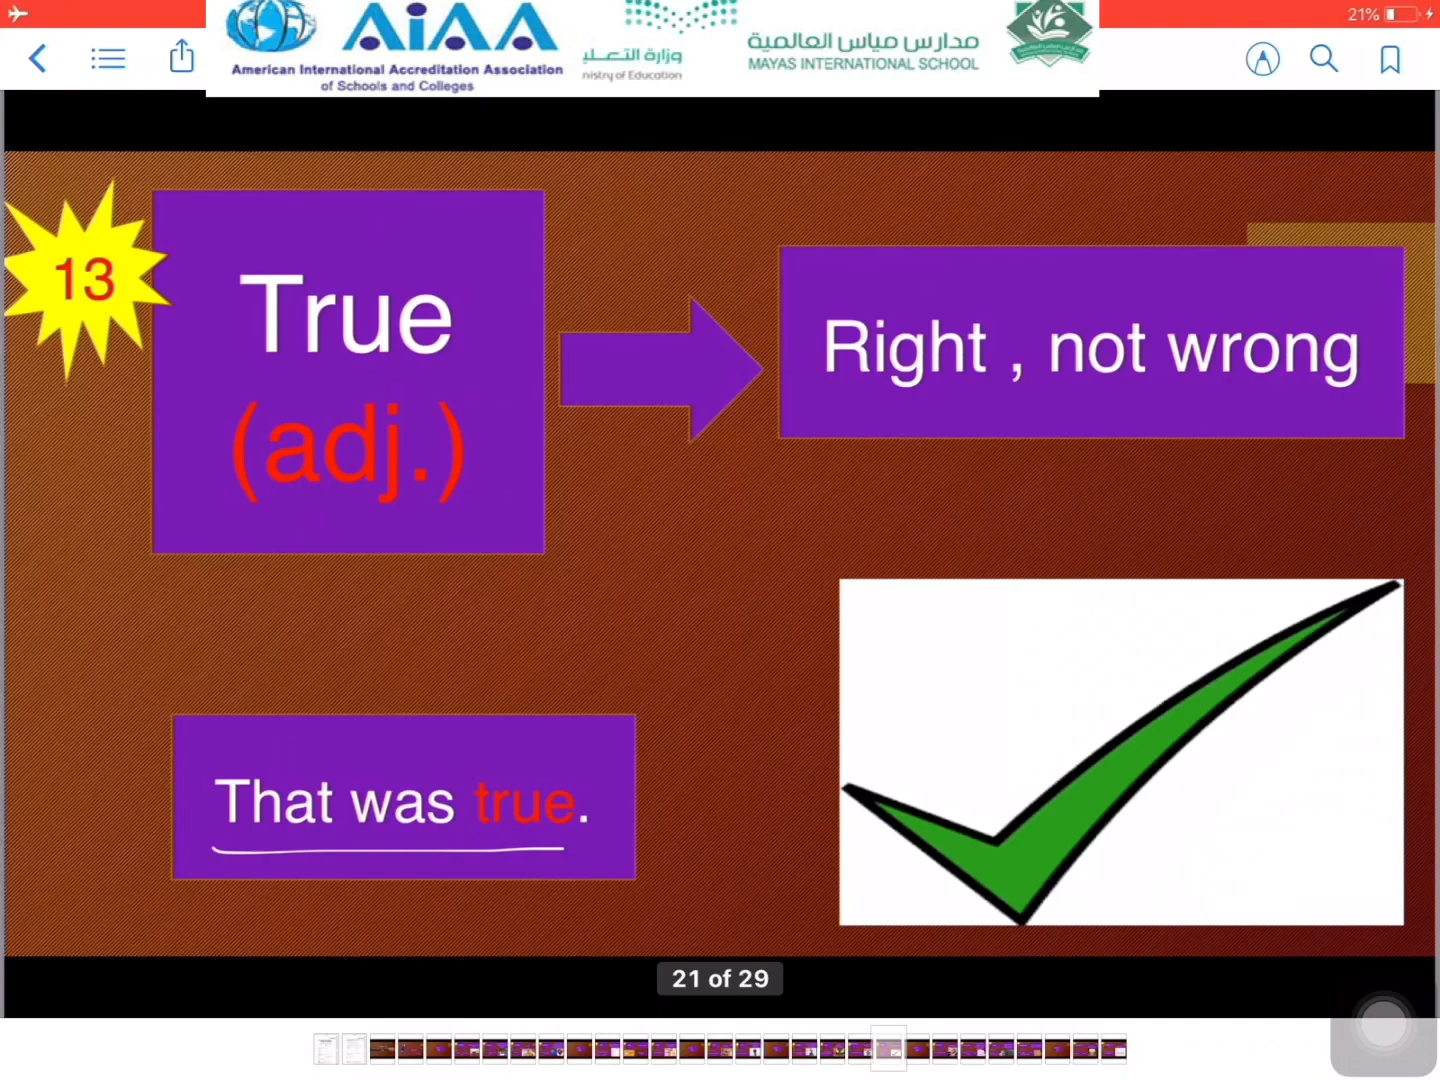 21%
AiAA
American International Accreditation Association
of Schools and Colleges
وزارة التعليـ
nistry of Education
مدارس مياس العالمية
MAYAS INTERNATIONAL SCHOOL
13
True
(adj.)
Right , not wrong
That was true.
21 of 29